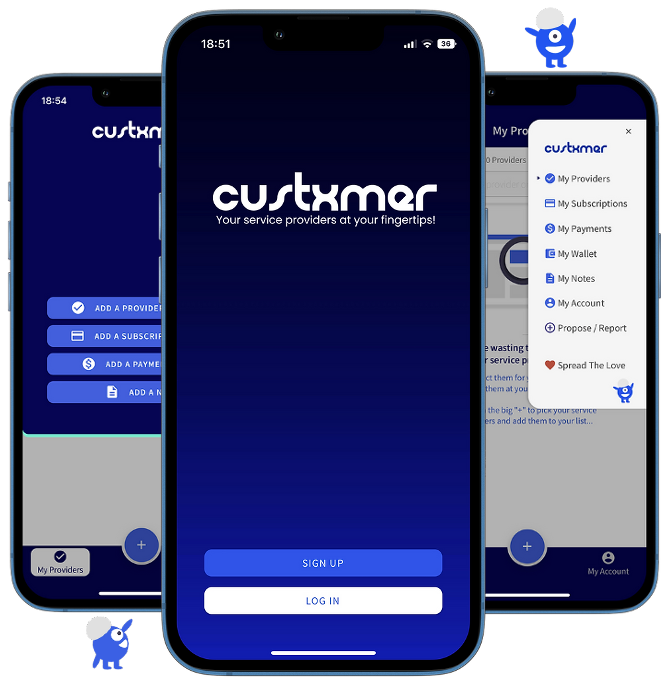 18:54
custxm
ADD A PROVIDER
ADD A SUBSCRIP
ADD A PAYME
ADD A N
+
My Providers
18:51
36
custxmer
Your service providers at your fingertips!
SIGN UP
LOG IN
My Pro
0 Providers
e wasting t
r service p
ct them for y
them at you
the big "+" to pick your service
ers and add them to your list...
+
My Account
×
custxmer
My Providers
My Subscriptions
My Payments
My Wallet
My Notes
My Account
Propose / Report
Spread The Love